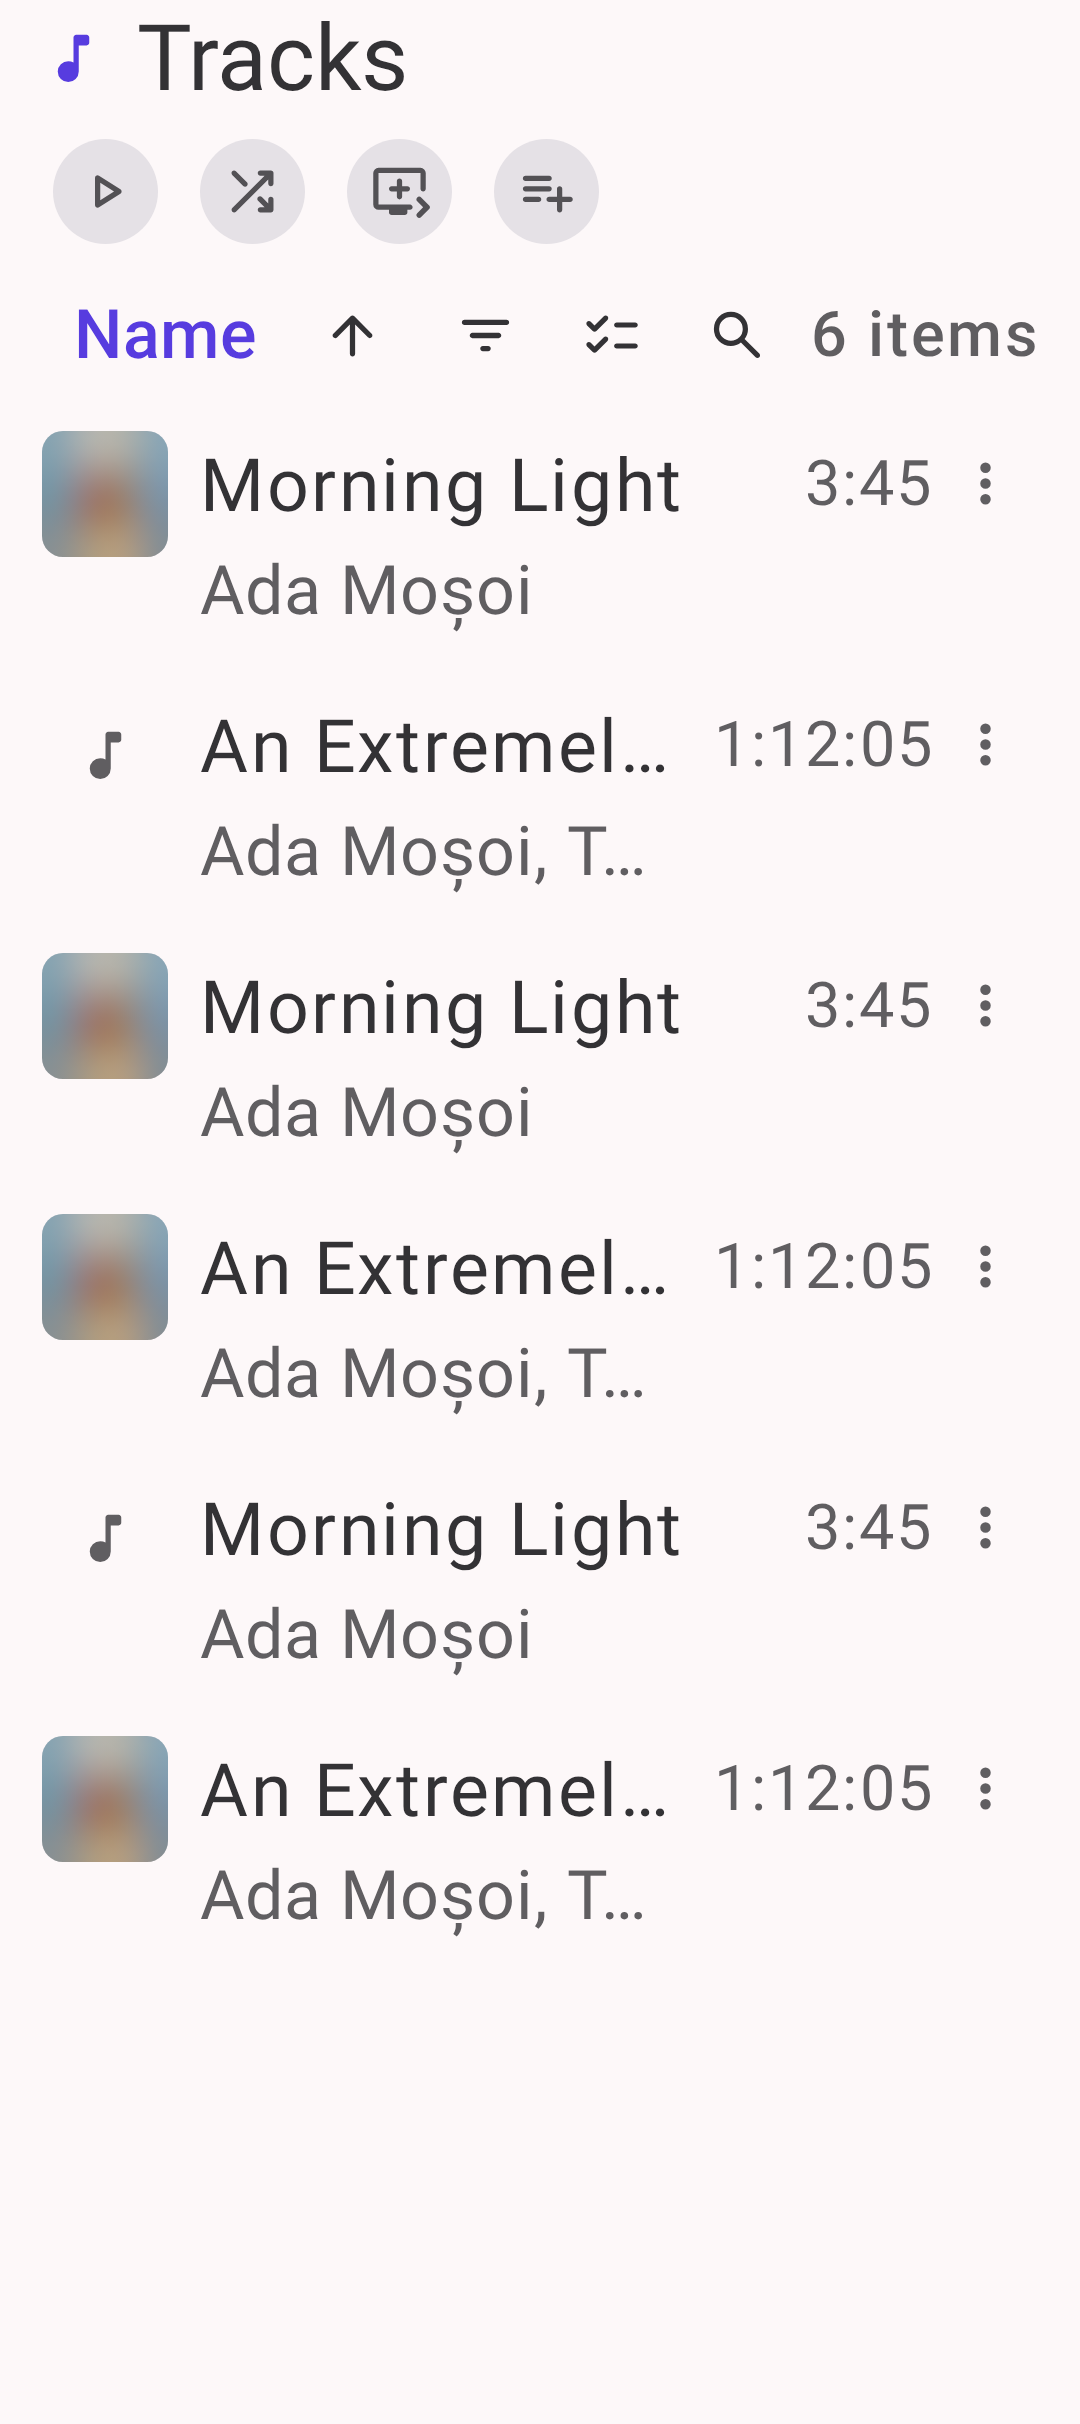 Tracks
Name
6 items
Morning Light
3:45
Ada Moșoi
An Extremel…
1:12:05
Ada Moșoi, T…
Morning Light
3:45
Ada Moșoi
An Extremel…
1:12:05
Ada Moșoi, T…
Morning Light
3:45
Ada Moșoi
An Extremel…
1:12:05
Ada Moșoi, T…